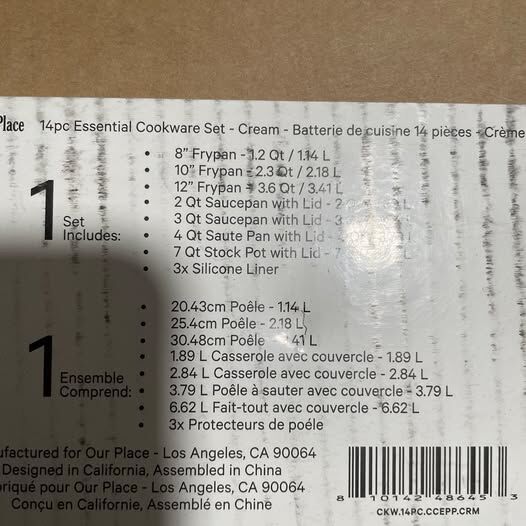 Place 14pc Essential Cookware Set - Cream - Batterie de cuisine 14 pièces - Crème
1 Set Includes:
• 8" Frypan - 1.2 Qt / 1.14 L
• 10" Frypan - 2.3 Qt / 2.18 L
• 12" Frypan - 3.6 Qt / 3.41 L
• 2 Qt Saucepan with Lid - 2
• 3 Qt Saucepan with Lid - 3
• 4 Qt Saute Pan with Lid -
• 7 Qt Stock Pot with Lid - 7
• 3x Silicone Liner
1 Ensemble Comprend:
• 20.43cm Poêle - 1.14 L
• 25.4cm Poêle - 2.18 L
• 30.48cm Poêle 41 L
• 1.89 L Casserole avec couvercle - 1.89 L
• 2.84 L Casserole avec couvercle - 2.84 L
• 3.79 L Poêle à sauter avec couvercle - 3.79 L
• 6.62 L Fait-tout avec couvercle - 6.62 L
• 3x Protecteurs de poéle
ufactured for Our Place - Los Angeles, CA 90064
Designed in California, Assembled in China
riqué pour Our Place - Los Angeles, CA 90064
Conçu en Californie, Assemblé en Chine
8 10142 48645 3
CKW.14PC.CCEPP.CRM